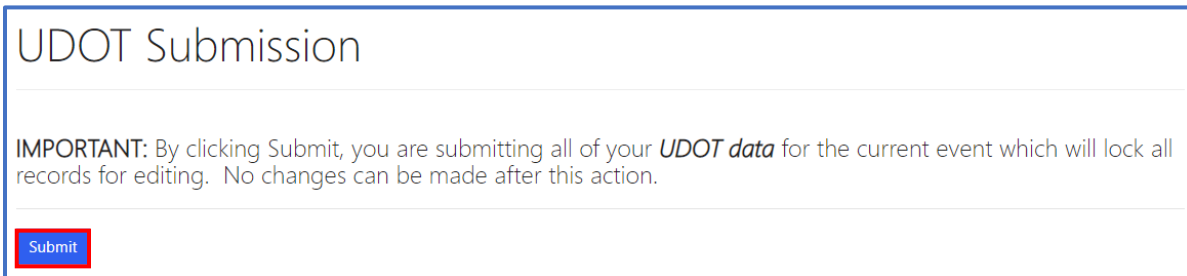 UDOT Submission
IMPORTANT: By clicking Submit, you are submitting all of your UDOT data for the current event which will lock all
records for editing.  No changes can be made after this action.
Submit